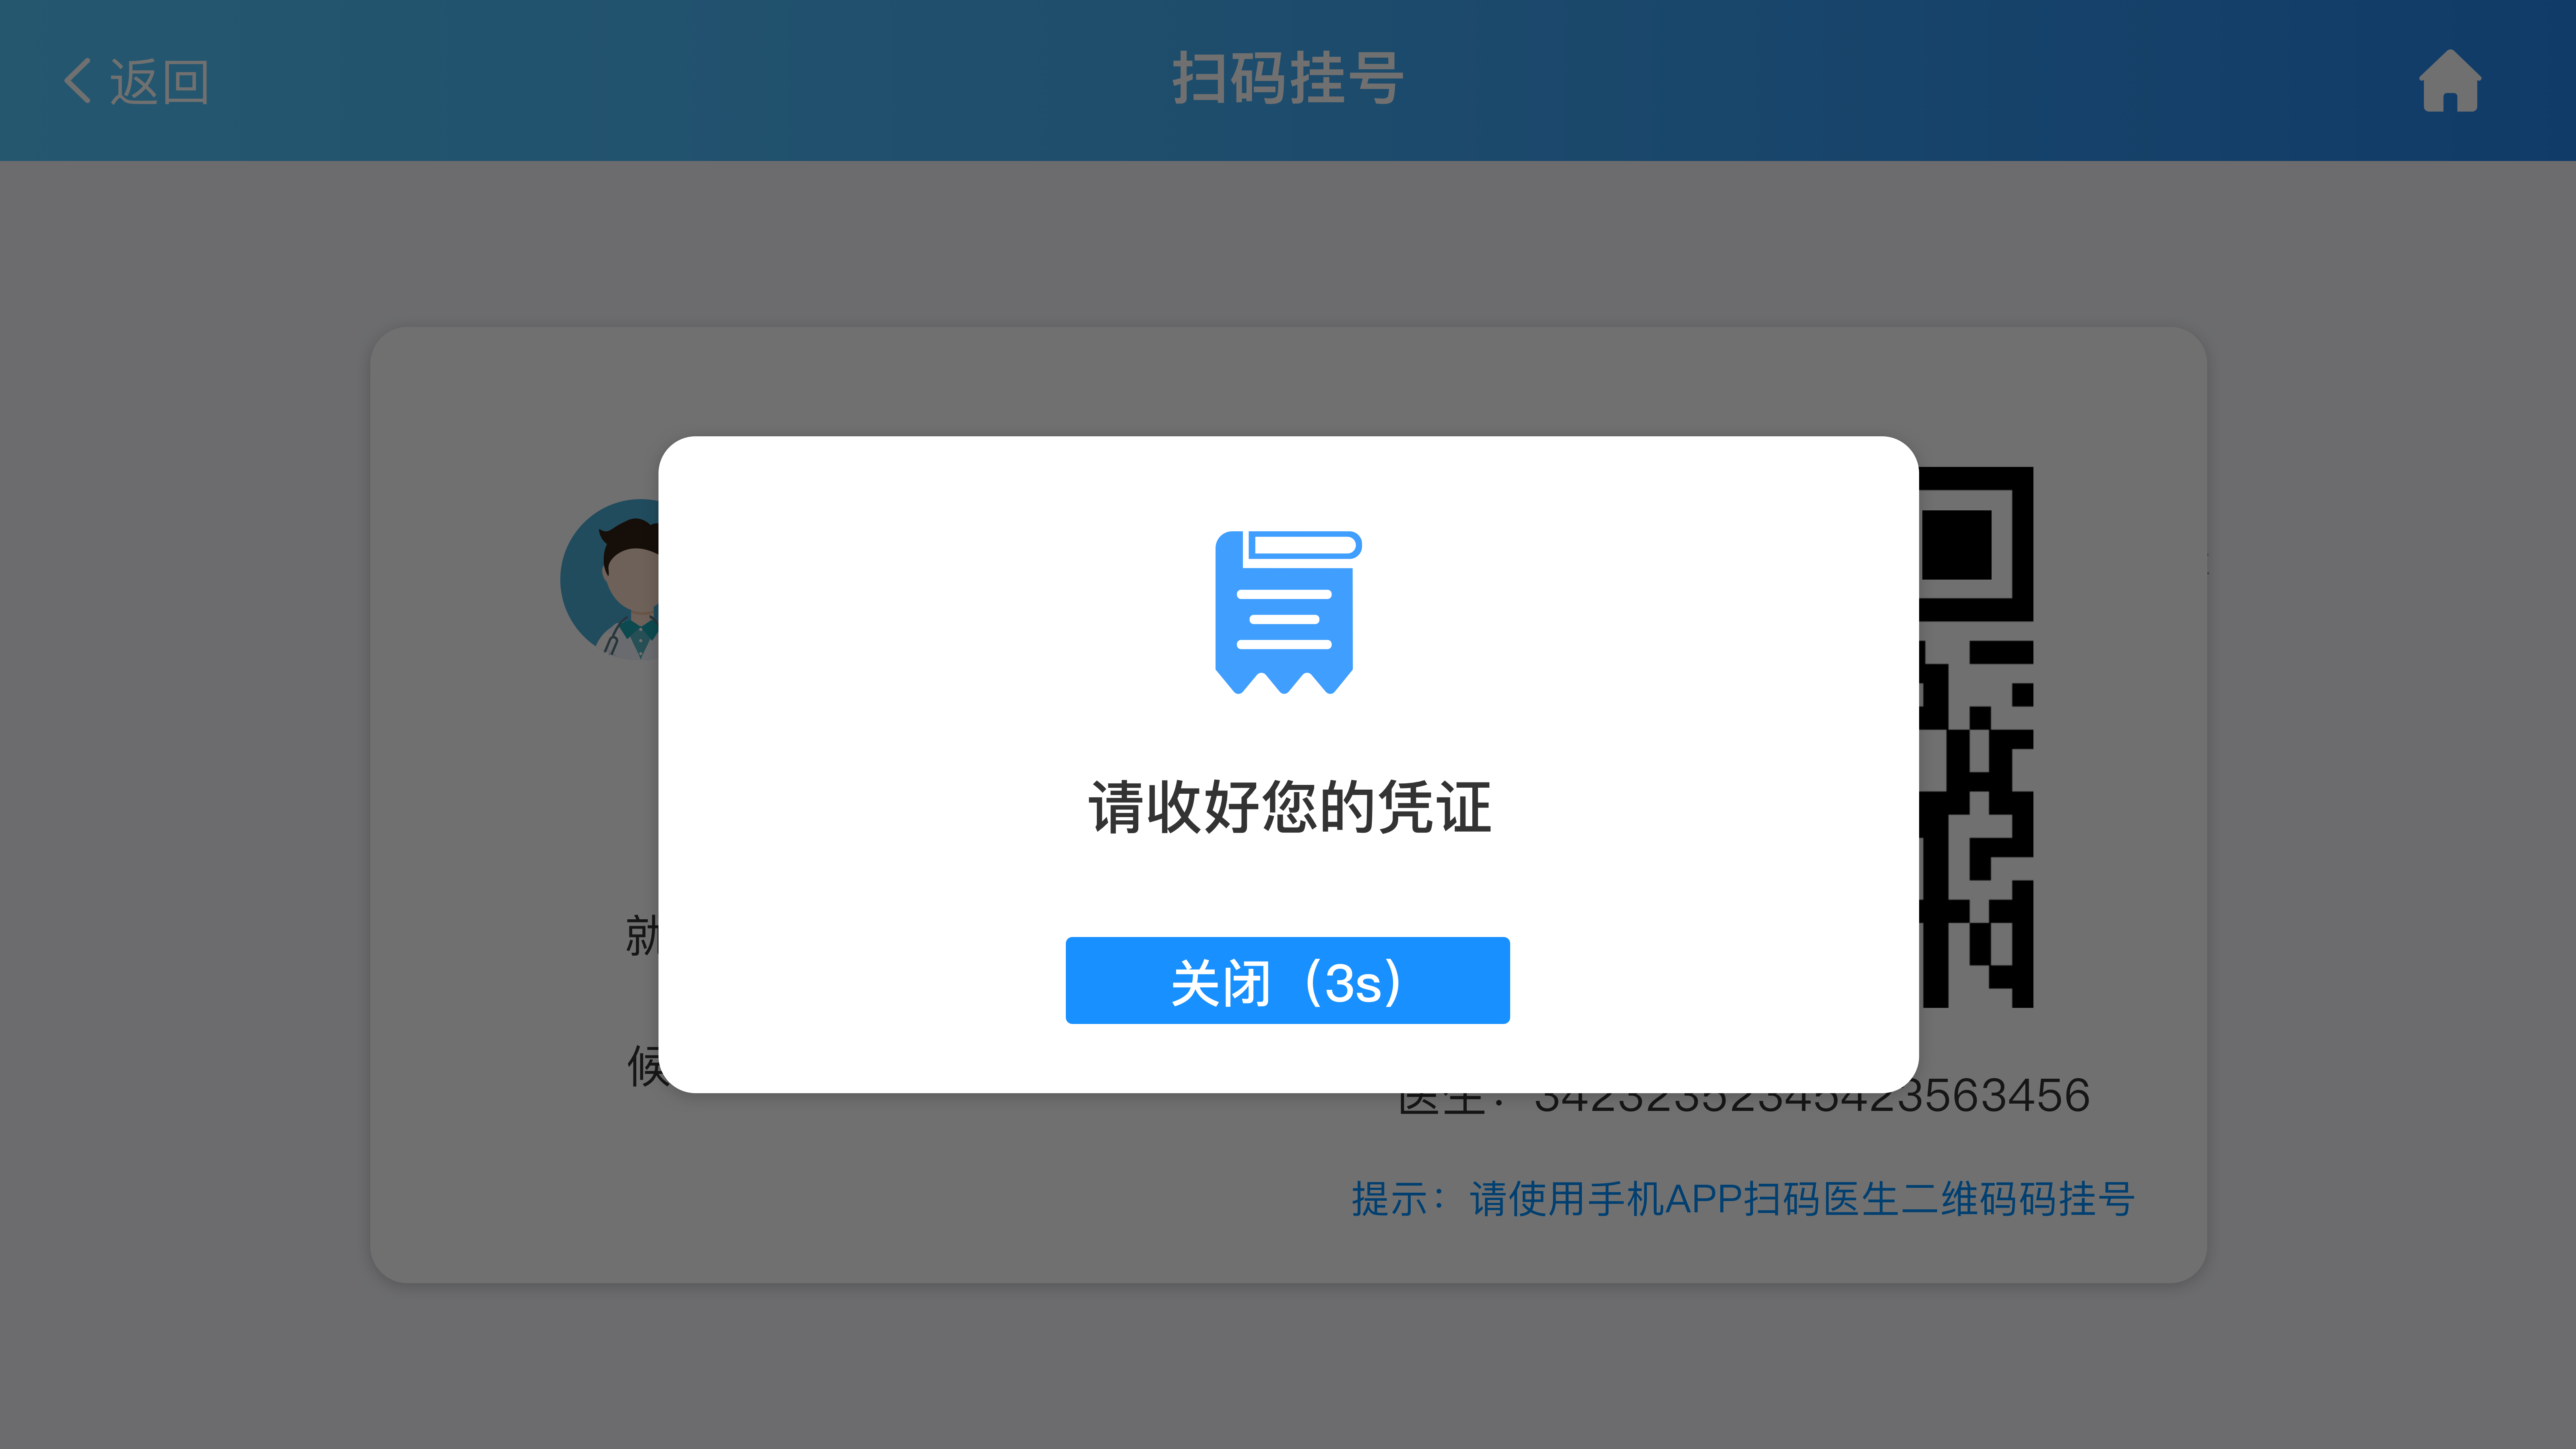 返回
扫码挂号
请收好您的凭证
关闭（3s）
就
候
医生：34232352345423563456
提示：请使用手机APP扫码医生二维码码挂号